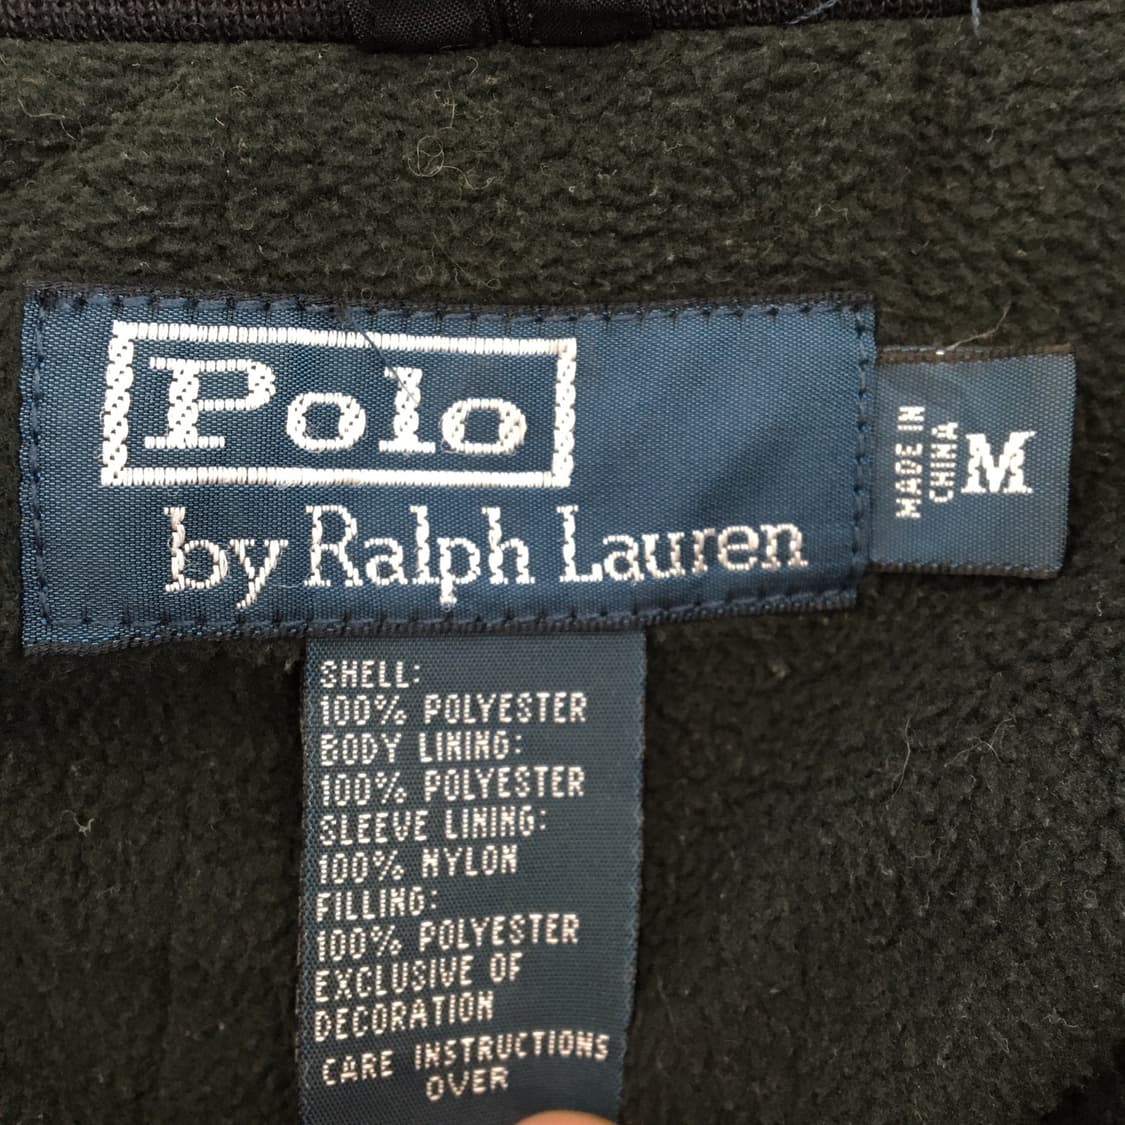 Polo
by Ralph Lauren
MADE IN
CHINA
M
SHELL:
100% POLYESTER
BODY LINING:
100% POLYESTER
SLEEVE LINING:
100% NYLON
FILLING:
100% POLYESTER
EXCLUSIVE OF
DECORATION
CARE INSTRUCTIONS
OVER